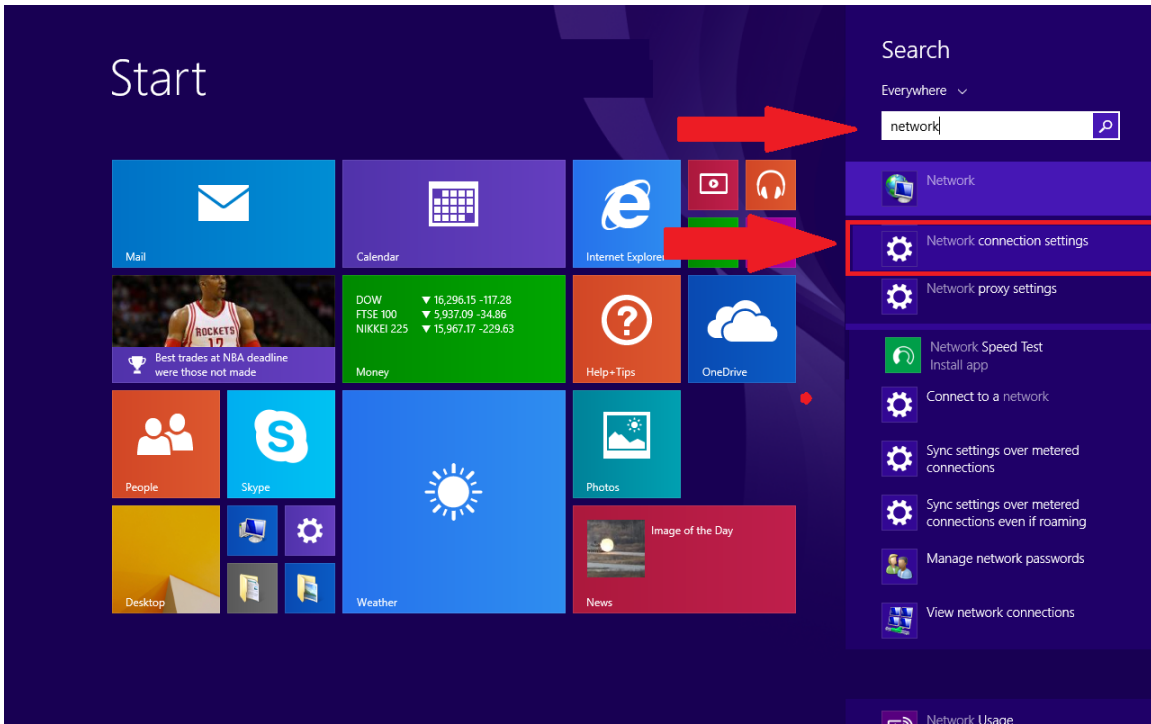 Start
Search
Everywhere
network
Network
Network connection settings
Network proxy settings
Network Speed Test
Install app
Connect to a network
Sync settings over metered
connections
Sync settings over metered
connections even if roaming
Manage network passwords
View network connections
Network Usage
Mail
Calendar
Internet Explorer
ROCKETS
12
Best trades at NBA deadline
were those not made
DOW ▼ 16,296.15 -117.28
FTSE 100 ▼ 5,937.09 -34.86
NIKKEI 225 ▼ 15,967.17 -229.63
Money
Help+Tips
OneDrive
People
Skype
Weather
Photos
Desktop
Image of the Day
News